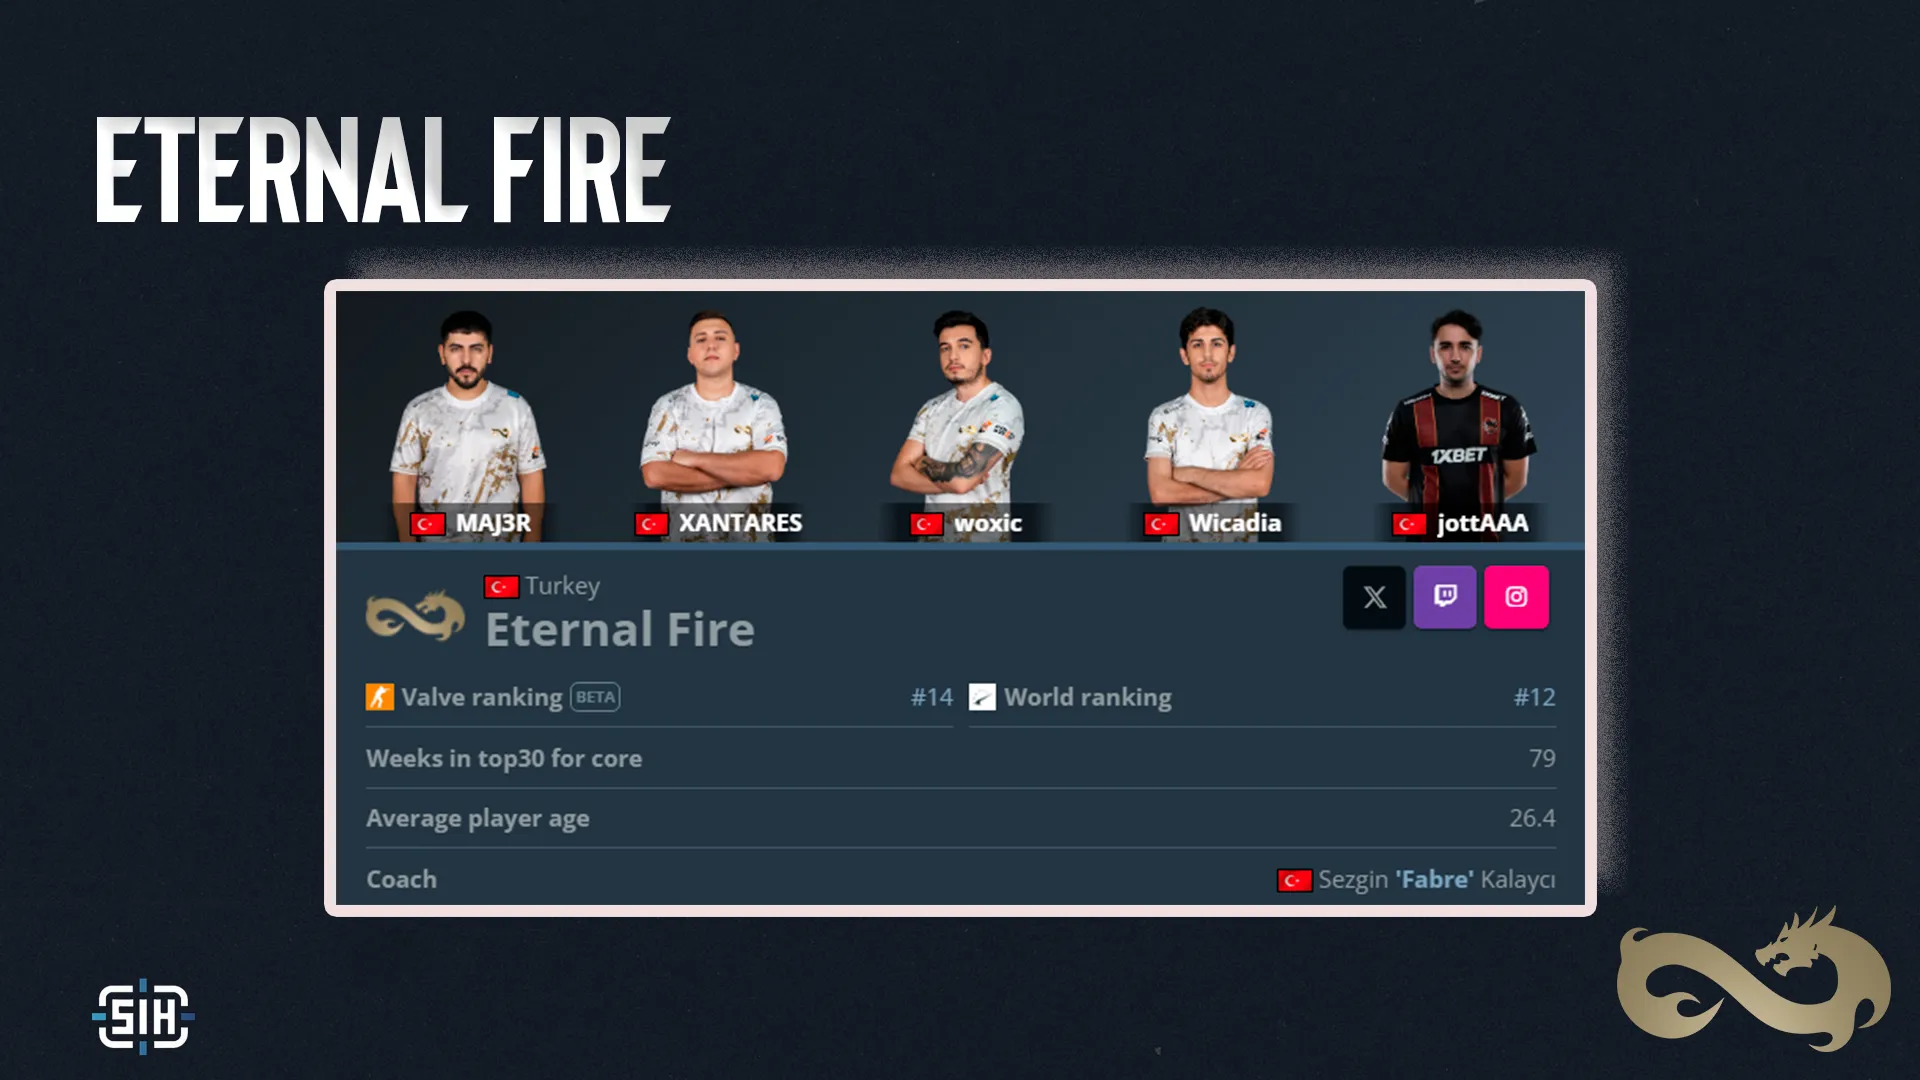 ETERNAL FIRE
1XBET
MAJ3R
XANTARES
woxic
Wicadia
jottAAA
Turkey
Eternal Fire
Valve ranking BETA #14
World ranking #12
Weeks in top30 for core 79
Average player age 26.4
Coach Sezgin 'Fabre' Kalaycı
SIH